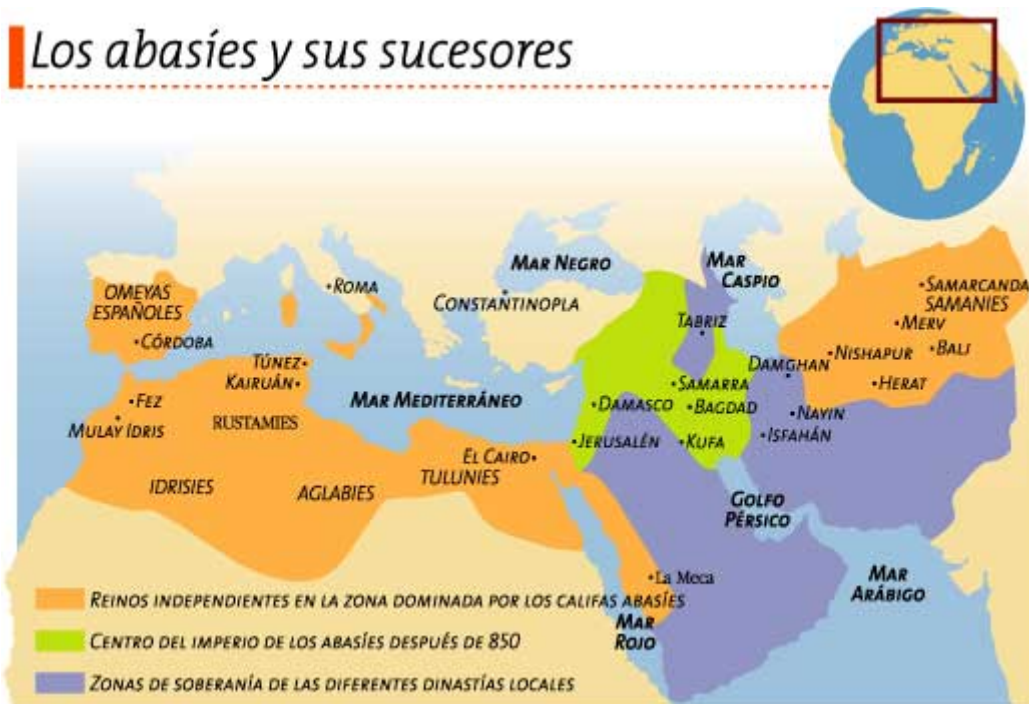 Los abasíes y sus sucesores
MAR NEGRO
MAR
CASPIO
ROMA
CONSTANTINOPLA
OMEYAS
ESPAÑOLES
CÓRDOBA
SAMARCANDA
SAMANIES
MERV
TABRIZ
NISHAPUR
BALJ
DAMGHAN
HERAT
TÚNEZ
KAIRUÁN
FEZ
MULAY IDRIS
RUSTAMIES
MAR MEDITERRÁNEO
SAMARRA
DAMASCO
BAGDAD
NAYIN
JERUSALÉN
KUFA
ISFAHÁN
EL CAIRO
TULUNIES
IDRISIES
AGLABIES
GOLFO
PÉRSICO
La Meca
MAR
ARÁBIGO
MAR
ROJO
REINOS INDEPENDIENTES EN LA ZONA DOMINADA POR LOS CALIFAS ABASÍES
CENTRO DEL IMPERIO DE LOS ABASÍES DESPUÉS DE 850
ZONAS DE SOBERANÍA DE LAS DIFERENTES DINASTÍAS LOCALES